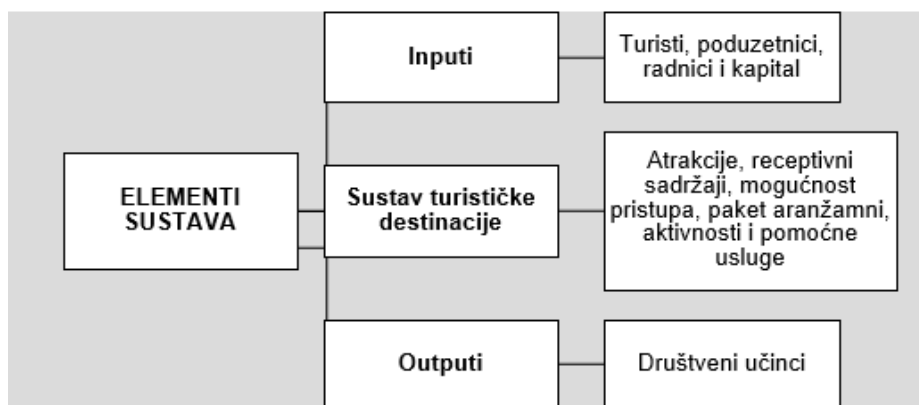 Inputi
Turisti, poduzetnici,
radnici i kapital
ELEMENTI
SUSTAVA
Sustav turističke
destinacije
Atrakcije, receptivni
sadržaji, mogućnost
pristupa, paket aranžamni,
aktivnosti i pomoćne
usluge
Outputi
Društveni učinci